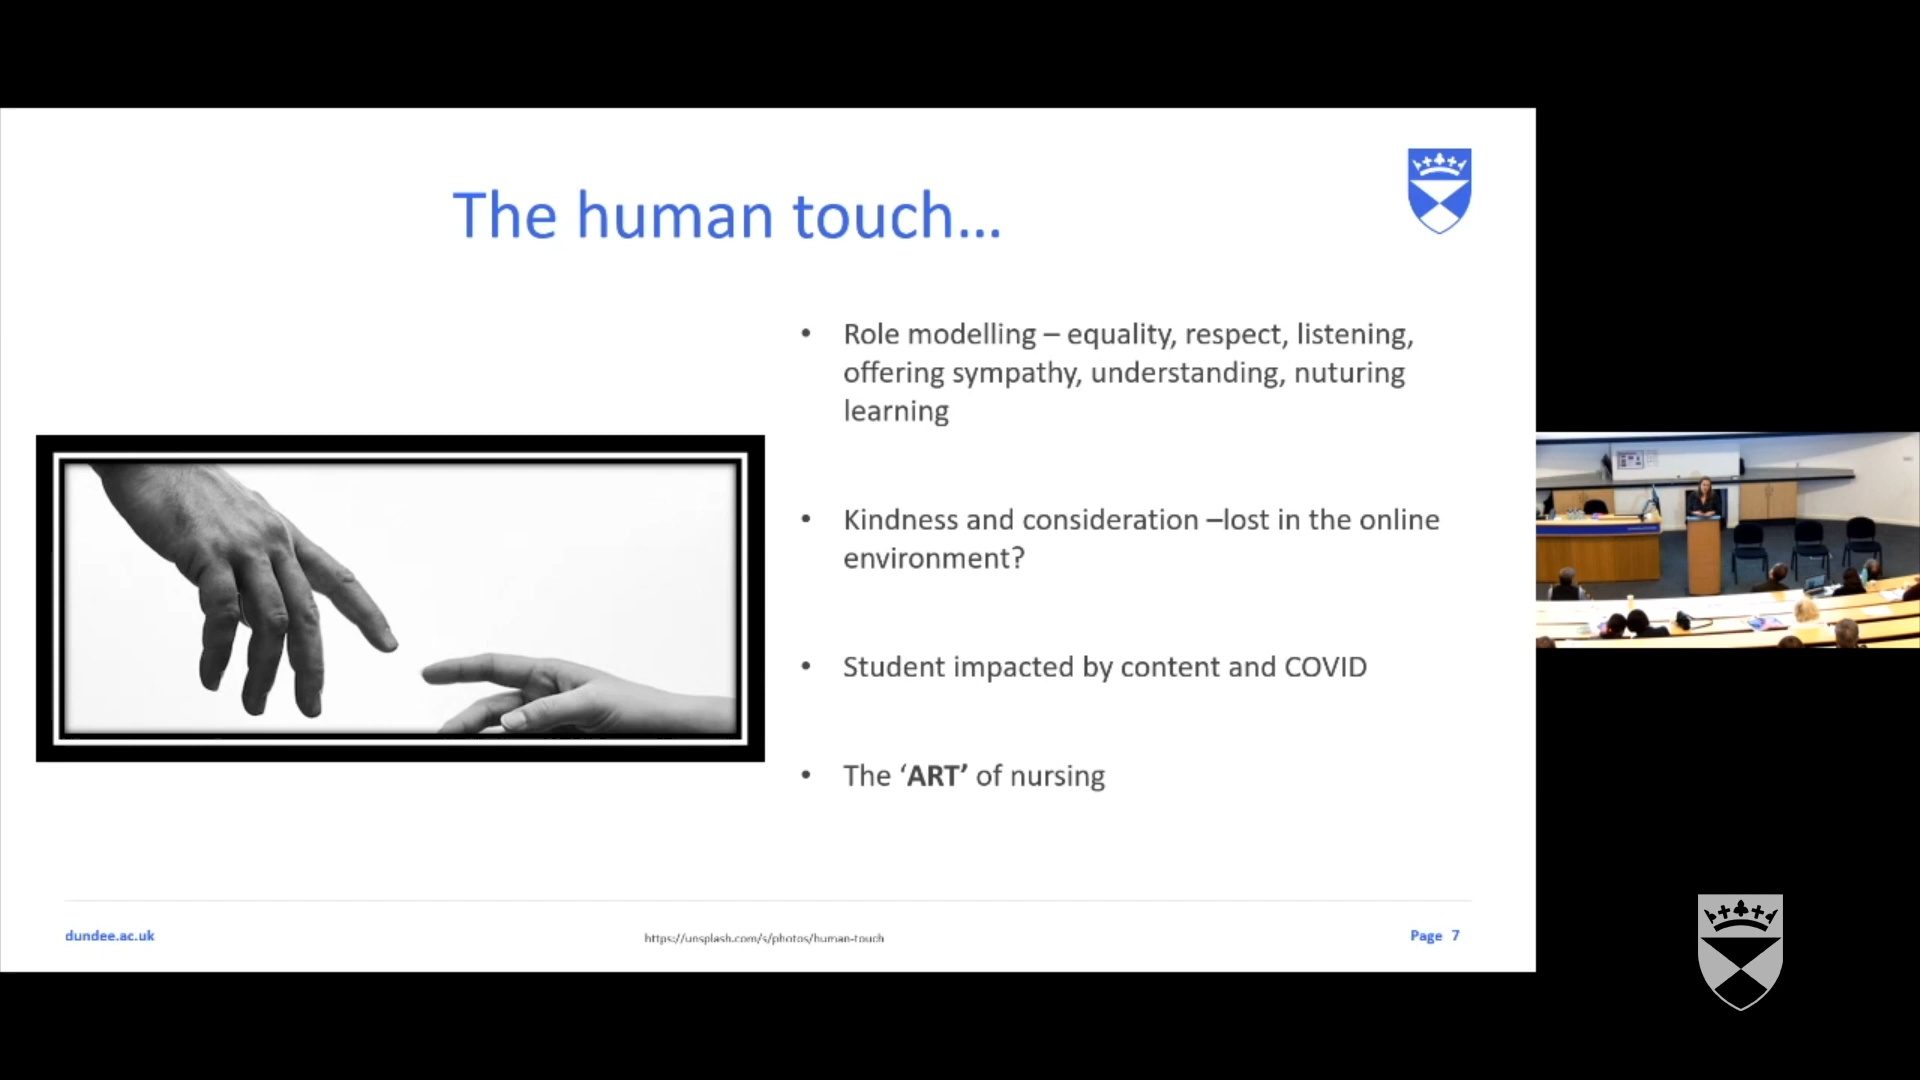 The human touch...
• Role modelling – equality, respect, listening,
offering sympathy, understanding, nuturing
learning
• Kindness and consideration –lost in the online
environment?
• Student impacted by content and COVID
• The ‘ART’ of nursing
dundee.ac.uk
https://unsplash.com/s/photos/human-touch
Page 7